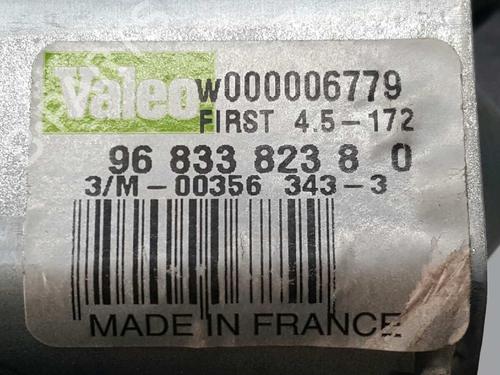 Valeo W000006779
FIRST 4.5-172
96 833 823 8 0
3/M-00356 343-3
MADE IN FRANCE